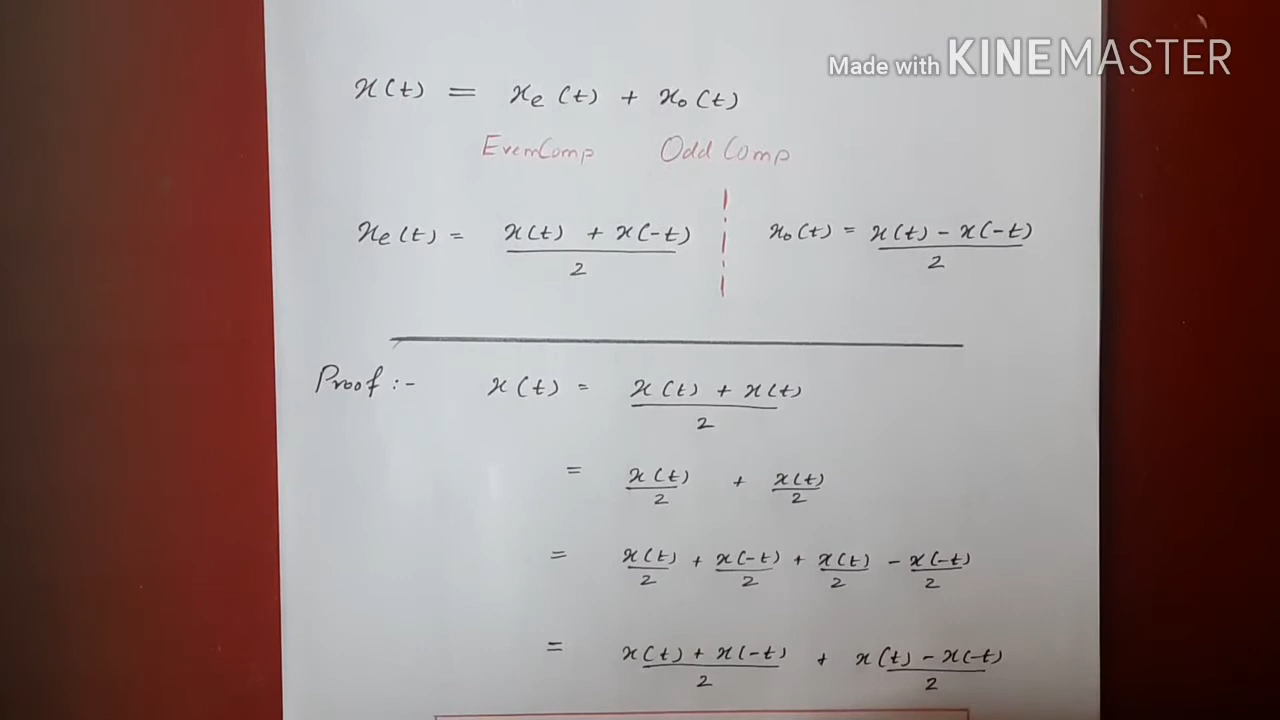 Made with KINEMASTER
x(t) = xe(t) + xo(t)
Even Comp Odd Comp
xe(t) = x(t) + x(-t) / 2 xo(t) = x(t) - x(-t) / 2
Proof :- x(t) = x(t) + x(t) / 2
= x(t)/2 + x(t)/2
= x(t)/2 + x(-t)/2 + x(t)/2 - x(-t)/2
= x(t) + x(-t) / 2 + x(t) - x(-t) / 2